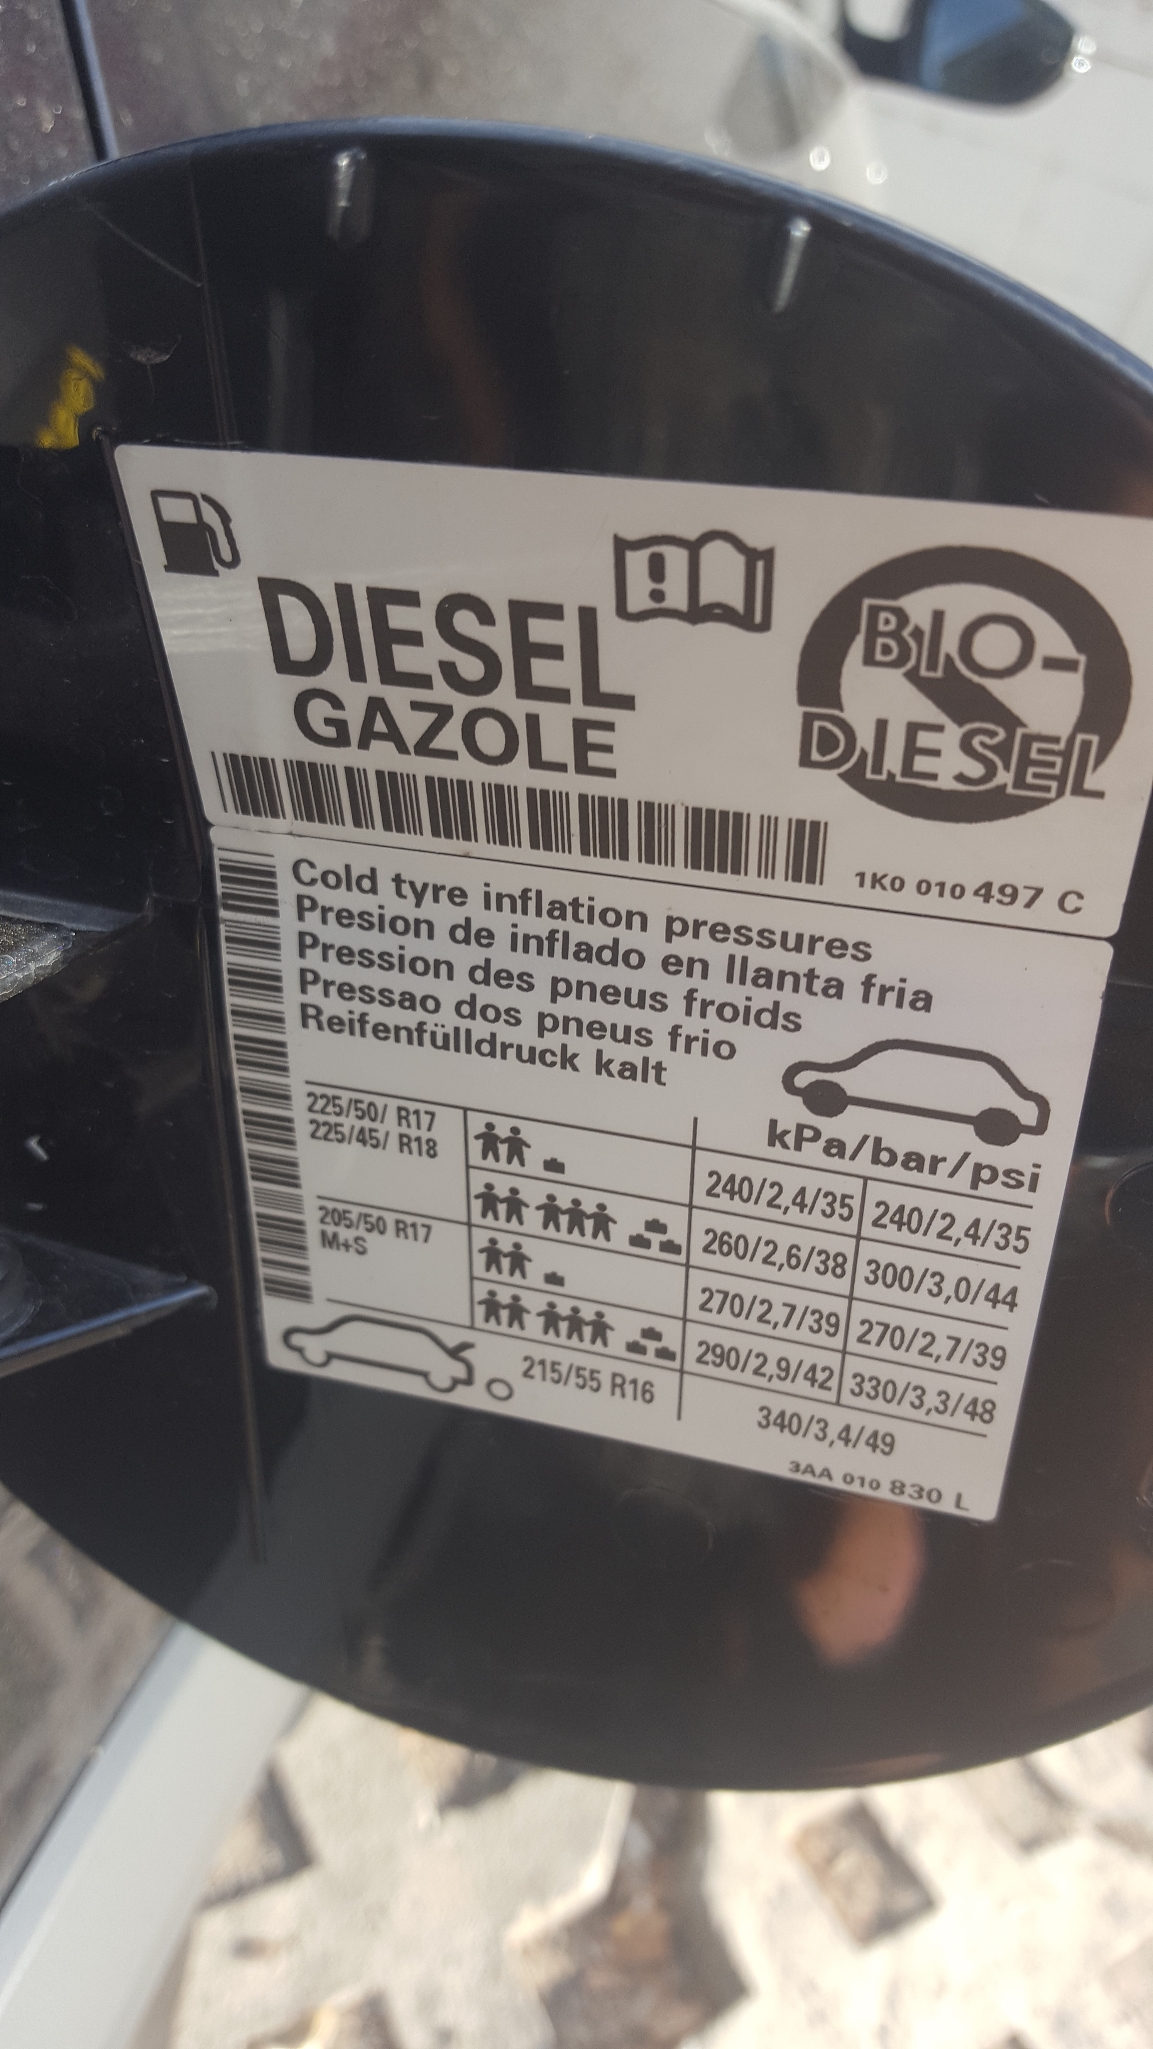 DIESEL
GAZOLE
BIO-
DIESEL
1K0 010 497 C
Cold tyre inflation pressures
Presion de inflado en llanta fria
Pression des pneus froids
Pressao dos pneus frio
Reifenfülldruck kalt
kPa/bar/psi
225/50/ R17
225/45/ R18
240/2,4/35 240/2,4/35
260/2,6/38 300/3,0/44
205/50 R17
M+S
270/2,7/39 270/2,7/39
290/2,9/42 330/3,3/48
215/55 R16 340/3,4/49
3AA 010 830 L